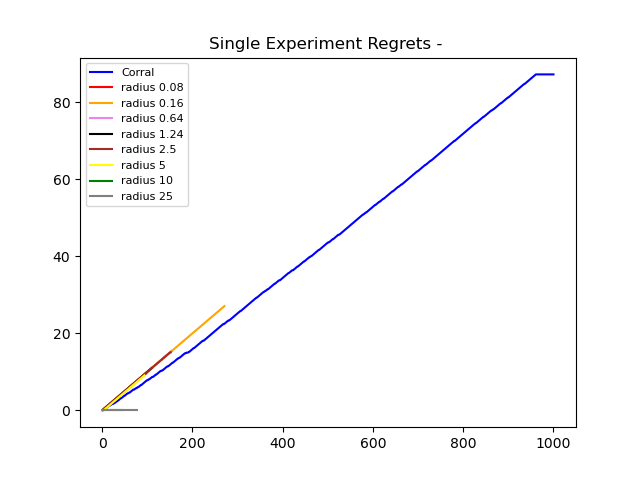 Single Experiment Regrets -
Corral
radius 0.08
radius 0.16
radius 0.64
radius 1.24
radius 2.5
radius 5
radius 10
radius 25
80
60
40
20
0
0 200 400 600 800 1000